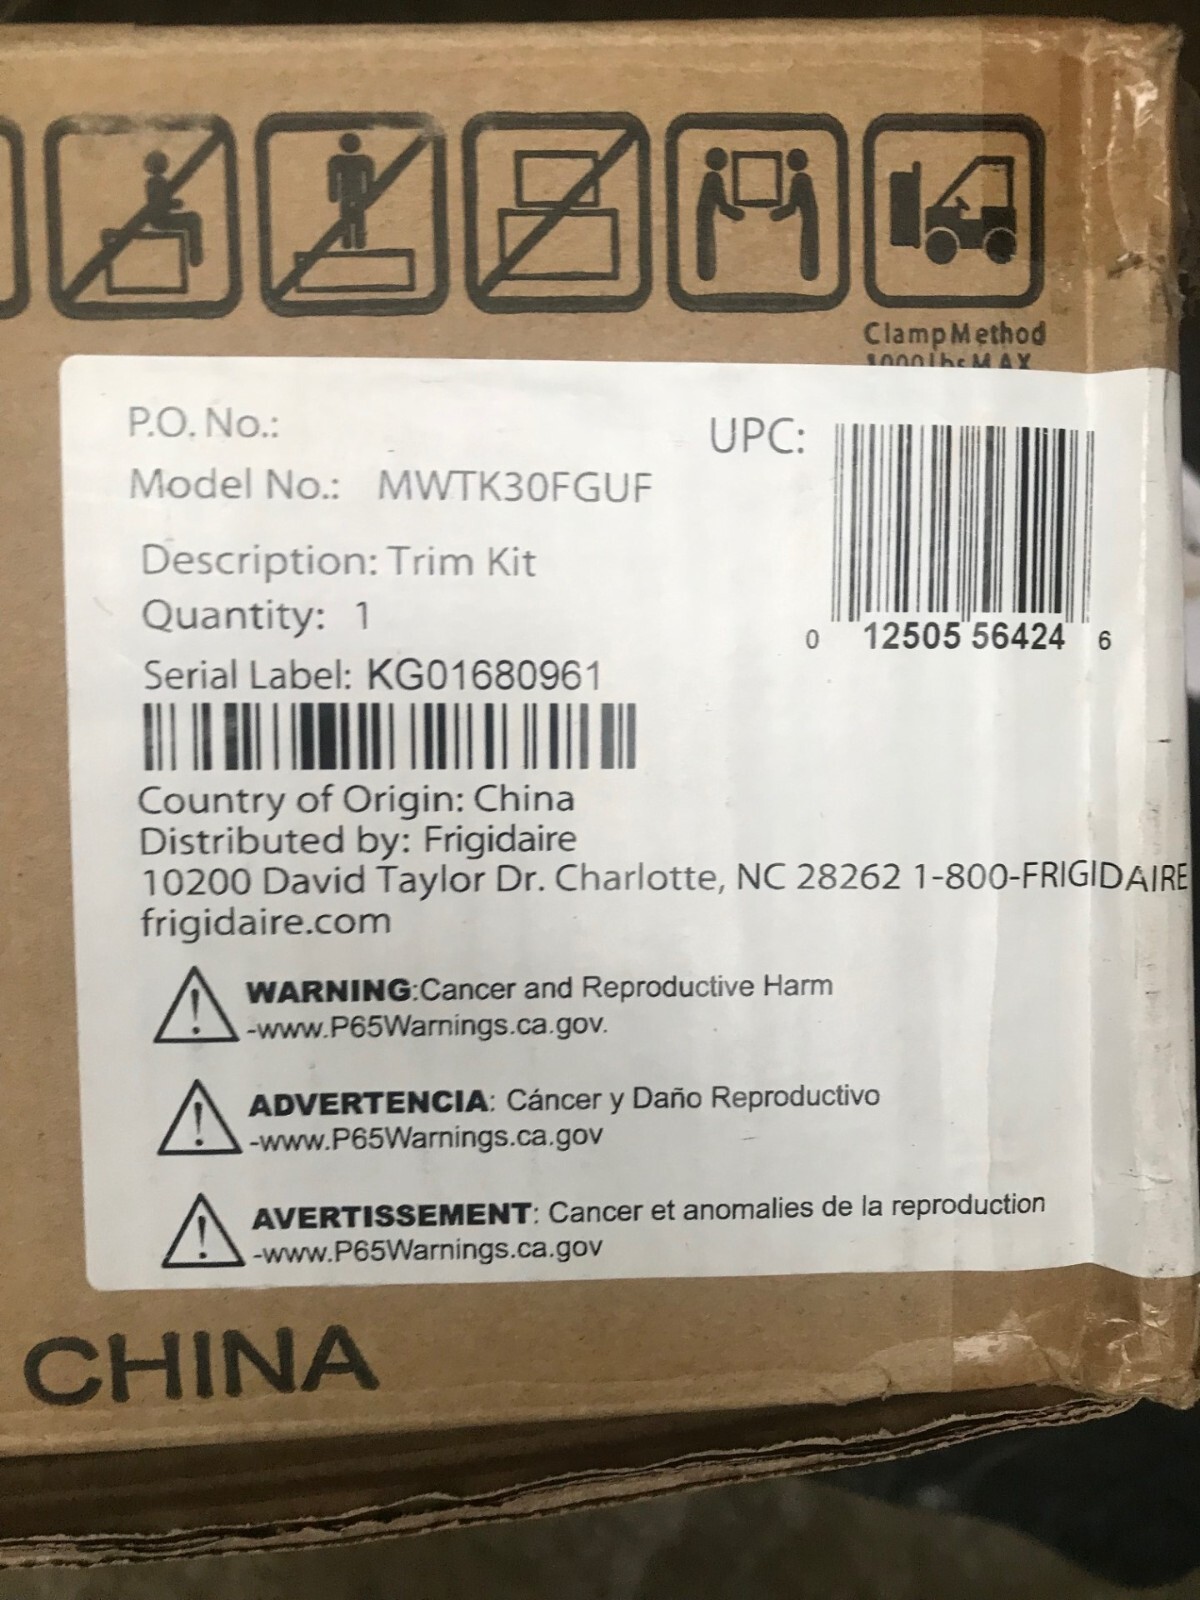 Clamp Method
1000lbs MAX
P.O. No.:
UPC:
Model No.: MWTK30FGUF
Description: Trim Kit
Quantity: 1
0 12505 56424 6
Serial Label: KG01680961
Country of Origin: China
Distributed by: Frigidaire
10200 David Taylor Dr. Charlotte, NC 28262 1-800-FRIGIDAIRE
frigidaire.com
WARNING:Cancer and Reproductive Harm
-www.P65Warnings.ca.gov.
ADVERTENCIA: Cáncer y Daño Reproductivo
-www.P65Warnings.ca.gov
AVERTISSEMENT: Cancer et anomalies de la reproduction
-www.P65Warnings.ca.gov
CHINA